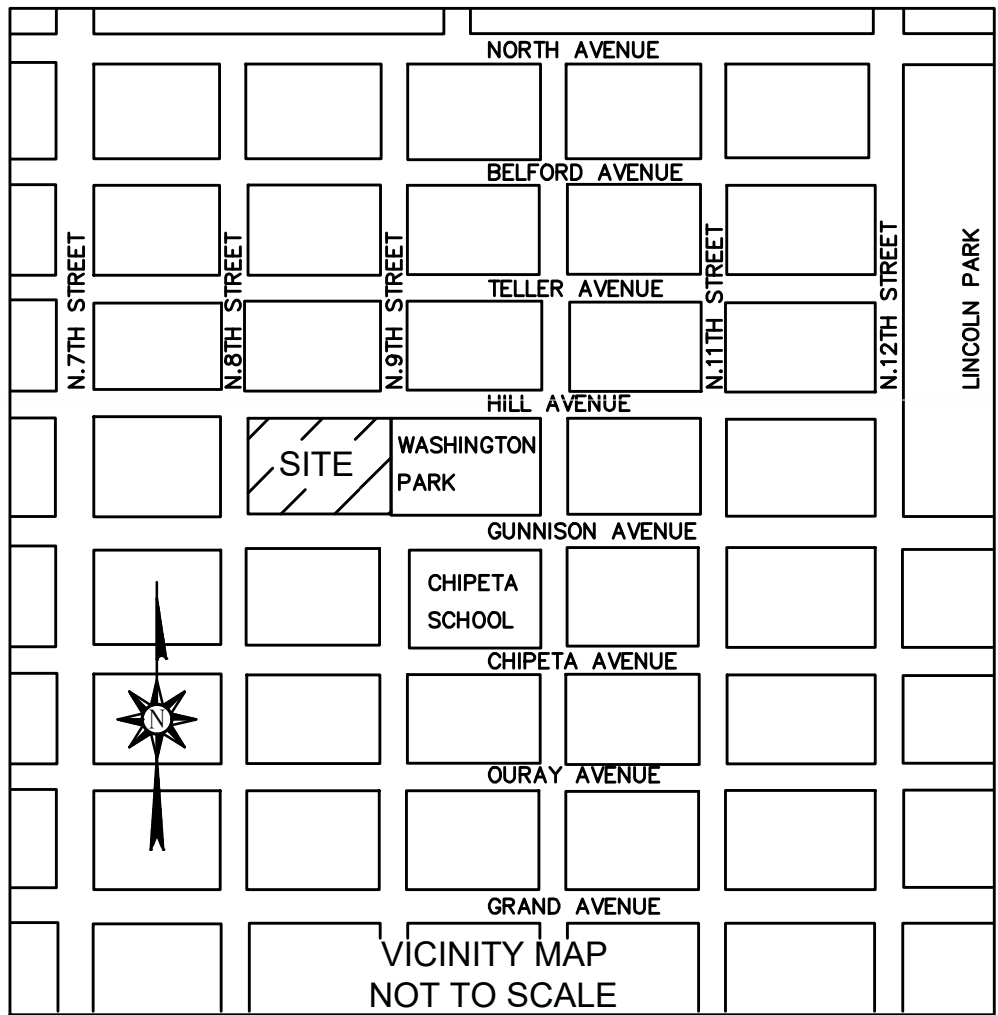 NORTH AVENUE
BELFORD AVENUE
N.7TH STREET
N.8TH STREET
N.9TH STREET
N.11TH STREET
N.12TH STREET
LINCOLN PARK
TELLER AVENUE
HILL AVENUE
SITE
WASHINGTON
PARK
GUNNISON AVENUE
CHIPETA
SCHOOL
CHIPETA AVENUE
N
OURAY AVENUE
GRAND AVENUE
VICINITY MAP
NOT TO SCALE